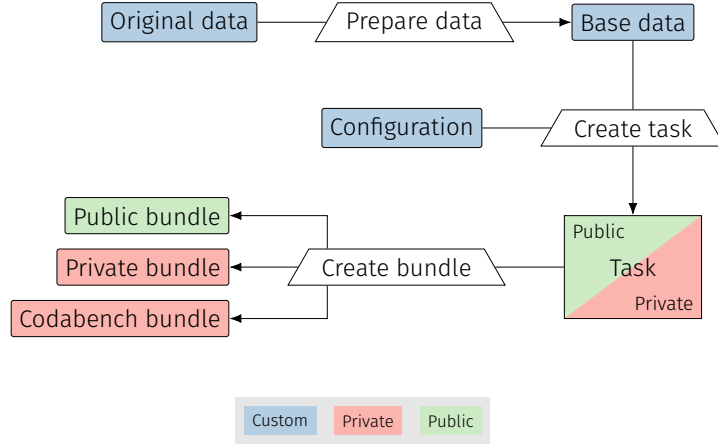 Original data
Prepare data
Base data
Configuration
Create task
Public bundle
Public
Private bundle
Create bundle
Task
Codabench bundle
Private
Custom
Private
Public